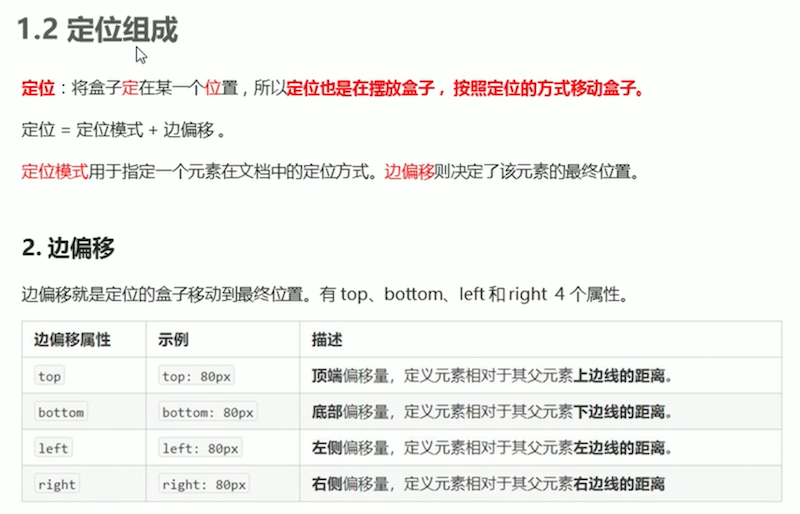 1.2 定位组成
定位：将盒子定在某一个位置，所以定位也是在摆放盒子，按照定位的方式移动盒子。
定位 = 定位模式 + 边偏移 。
定位模式用于指定一个元素在文档中的定位方式。边偏移则决定了该元素的最终位置。
2. 边偏移
边偏移就是定位的盒子移动到最终位置。有 top、bottom、left 和 right 4 个属性。
边偏移属性 示例 描述
top top: 80px 顶端偏移量，定义元素相对于其父元素上边线的距离。
bottom bottom: 80px 底部偏移量，定义元素相对于其父元素下边线的距离。
left left: 80px 左侧偏移量，定义元素相对于其父元素左边线的距离。
right right: 80px 右侧偏移量，定义元素相对于其父元素右边线的距离